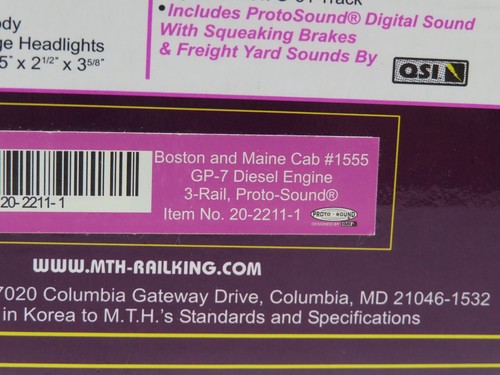 •Includes ProtoSound® Digital Sound
With Squeaking Brakes
& Freight Yard Sounds By
QSI
Headlights
x 2 1/2" x 3 5/8"
Boston and Maine Cab #1555
GP-7 Diesel Engine
3-Rail, Proto-Sound®
Item No. 20-2211-1
20-2211-1
PROTO-SOUND
WWW.MTH-RAILKING.COM
7020 Columbia Gateway Drive, Columbia, MD 21046-1532
in Korea to M.T.H.'s Standards and Specifications